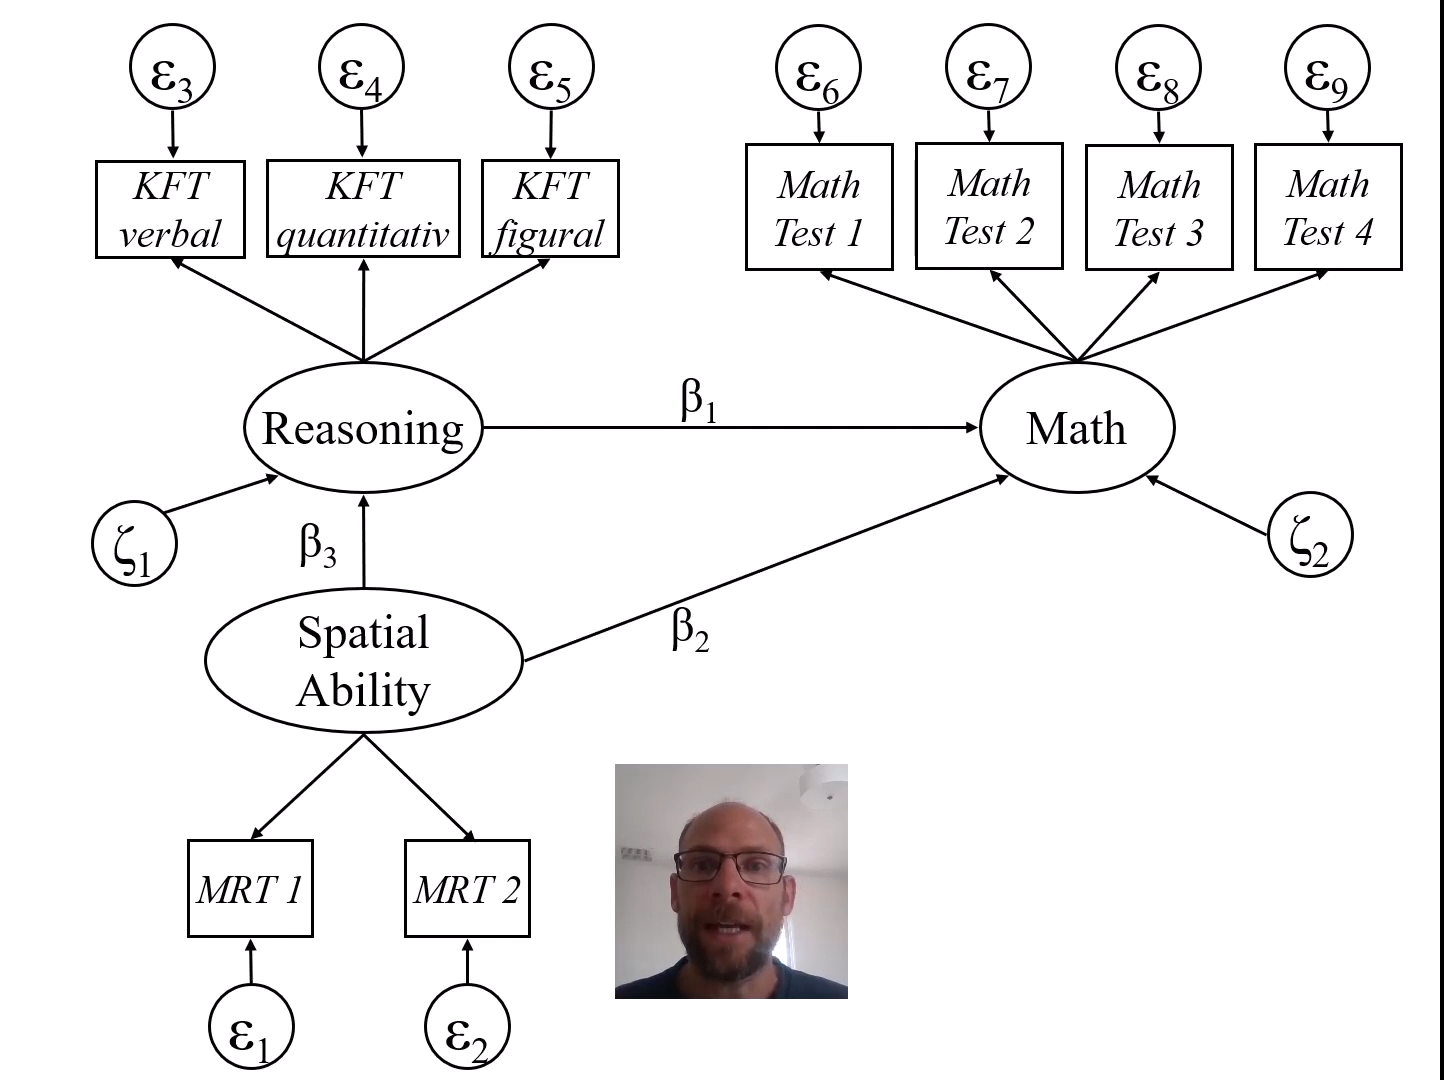 ε3
ε4
ε5
ε6
ε7
ε8
ε9
KFT
verbal
KFT
quantitativ
KFT
figural
Math
Test 1
Math
Test 2
Math
Test 3
Math
Test 4
β1
Reasoning
Math
ζ1
β3
ζ2
Spatial
Ability
β2
MRT 1
MRT 2
ε1
ε2